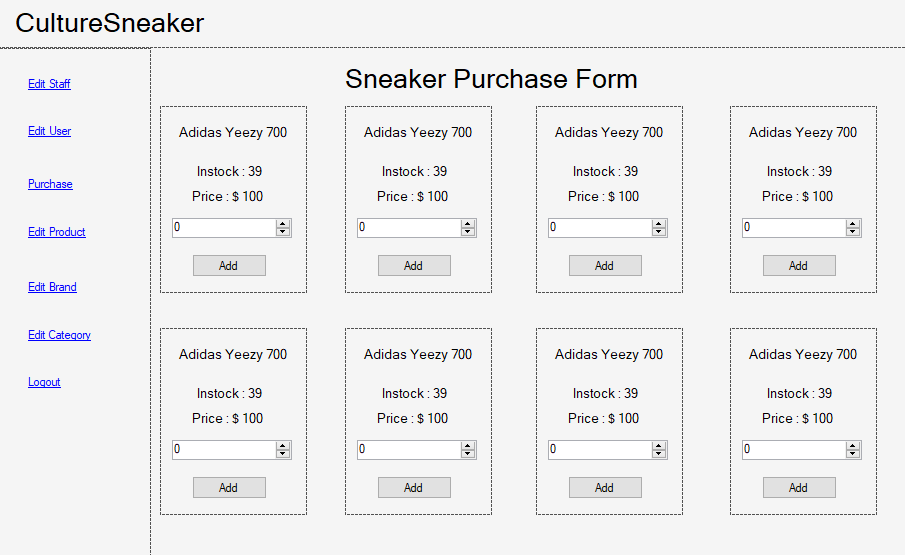 CultureSneaker
Edit Staff
Edit User
Purchase
Edit Product
Edit Brand
Edit Category
Logout
Sneaker Purchase Form
Adidas Yeezy 700
Instock : 39
Price : $ 100
0
Add
Adidas Yeezy 700
Instock : 39
Price : $ 100
0
Add
Adidas Yeezy 700
Instock : 39
Price : $ 100
0
Add
Adidas Yeezy 700
Instock : 39
Price : $ 100
0
Add
Adidas Yeezy 700
Instock : 39
Price : $ 100
0
Add
Adidas Yeezy 700
Instock : 39
Price : $ 100
0
Add
Adidas Yeezy 700
Instock : 39
Price : $ 100
0
Add
Adidas Yeezy 700
Instock : 39
Price : $ 100
0
Add